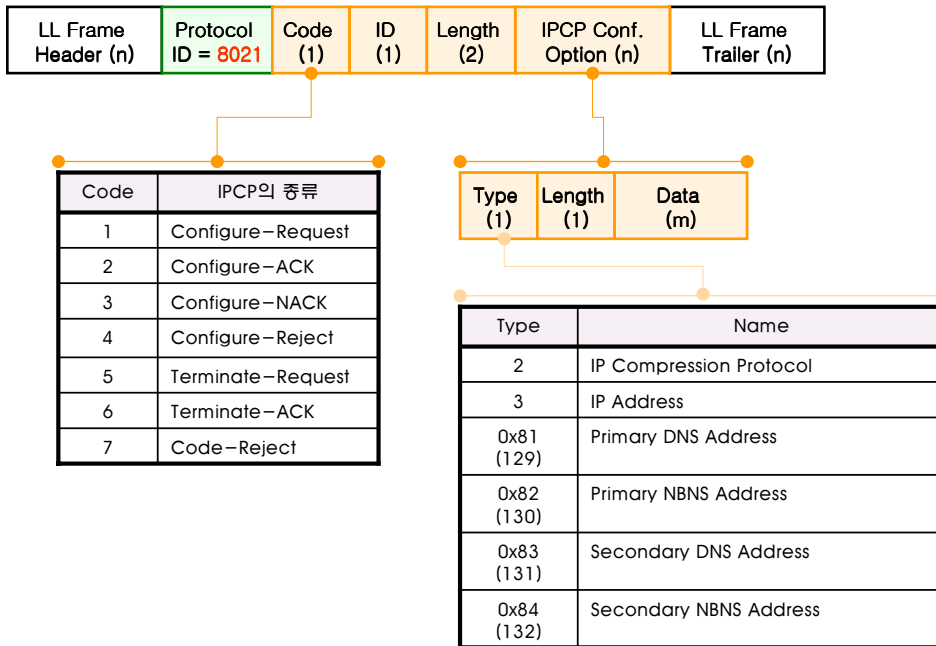 LL Frame Header (n)
Protocol ID = 8021
Code (1)
ID (1)
Length (2)
IPCP Conf. Option (n)
LL Frame Trailer (n)
Code IPCP의 종류
1 Configure-Request
2 Configure-ACK
3 Configure-NACK
4 Configure-Reject
5 Terminate-Request
6 Terminate-ACK
7 Code-Reject
Type (1)
Length (1)
Data (m)
Type Name
2 IP Compression Protocol
3 IP Address
0x81 (129) Primary DNS Address
0x82 (130) Primary NBNS Address
0x83 (131) Secondary DNS Address
0x84 (132) Secondary NBNS Address